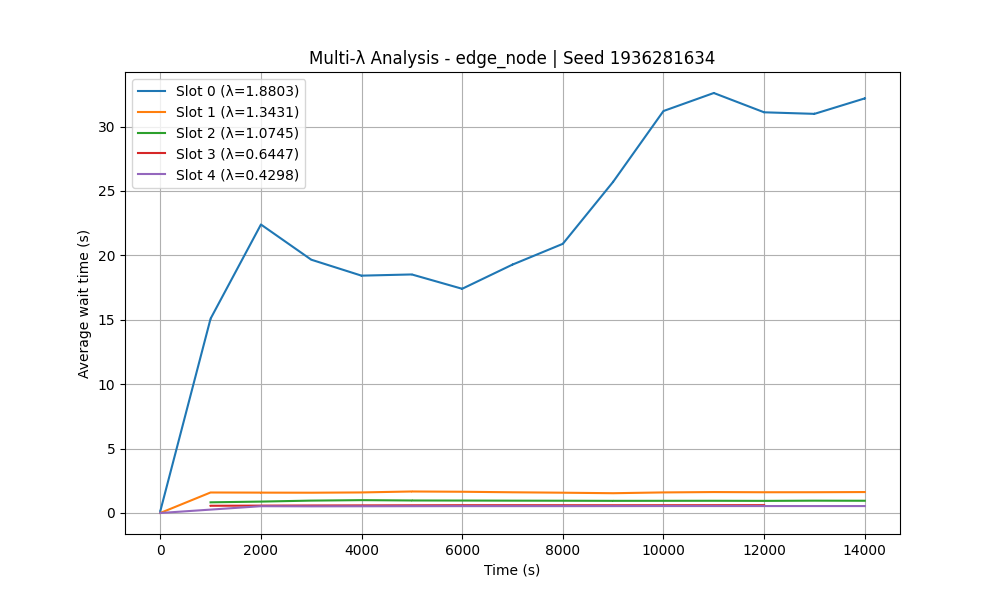 Multi-λ Analysis - edge_node | Seed 1936281634
Slot 0 (λ=1.8803)
Slot 1 (λ=1.3431)
Slot 2 (λ=1.0745)
Slot 3 (λ=0.6447)
Slot 4 (λ=0.4298)
Average wait time (s)
30
25
20
15
10
5
0
0 2000 4000 6000 8000 10000 12000 14000
Time (s)